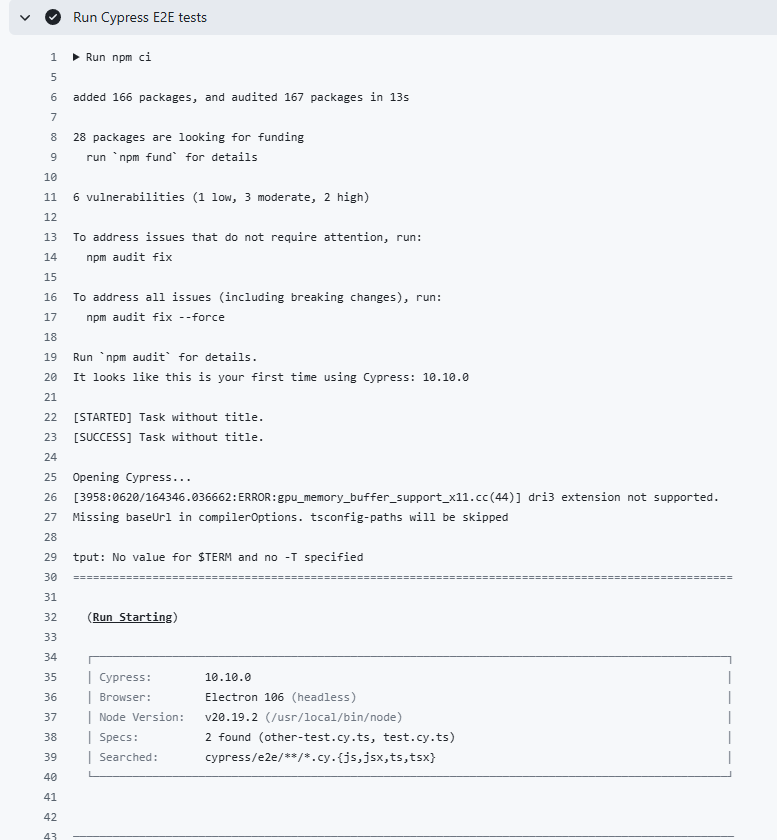 Run Cypress E2E tests
1 ▶ Run npm ci
5
6 added 166 packages, and audited 167 packages in 13s
7
8 28 packages are looking for funding
9   run `npm fund` for details
10
11 6 vulnerabilities (1 low, 3 moderate, 2 high)
12
13 To address issues that do not require attention, run:
14   npm audit fix
15
16 To address all issues (including breaking changes), run:
17   npm audit fix --force
18
19 Run `npm audit` for details.
20 It looks like this is your first time using Cypress: 10.10.0
21
22 [STARTED] Task without title.
23 [SUCCESS] Task without title.
24
25 Opening Cypress...
26 [3958:0620/164346.036662:ERROR:gpu_memory_buffer_support_x11.cc(44)] dri3 extension not supported.
27 Missing baseUrl in compilerOptions. tsconfig-paths will be skipped
28
29 tput: No value for $TERM and no -T specified
30 ====================================================================================================
31
32   (Run Starting)
33
34
35   | Cypress:        10.10.0 |
36   | Browser:        Electron 106 (headless) |
37   | Node Version:   v20.19.2 (/usr/local/bin/node) |
38   | Specs:          2 found (other-test.cy.ts, test.cy.ts) |
39   | Searched:       cypress/e2e/**/*.cy.{js,jsx,ts,tsx} |
40
41
42
43